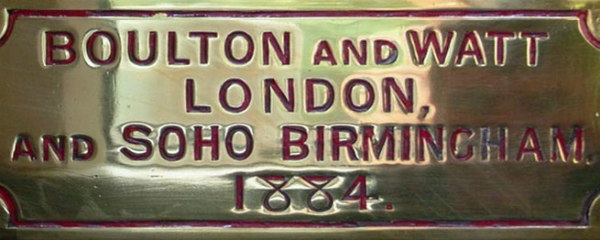 BOULTON AND WATT
LONDON,
AND SOHO BIRMINGHAM.
1884.